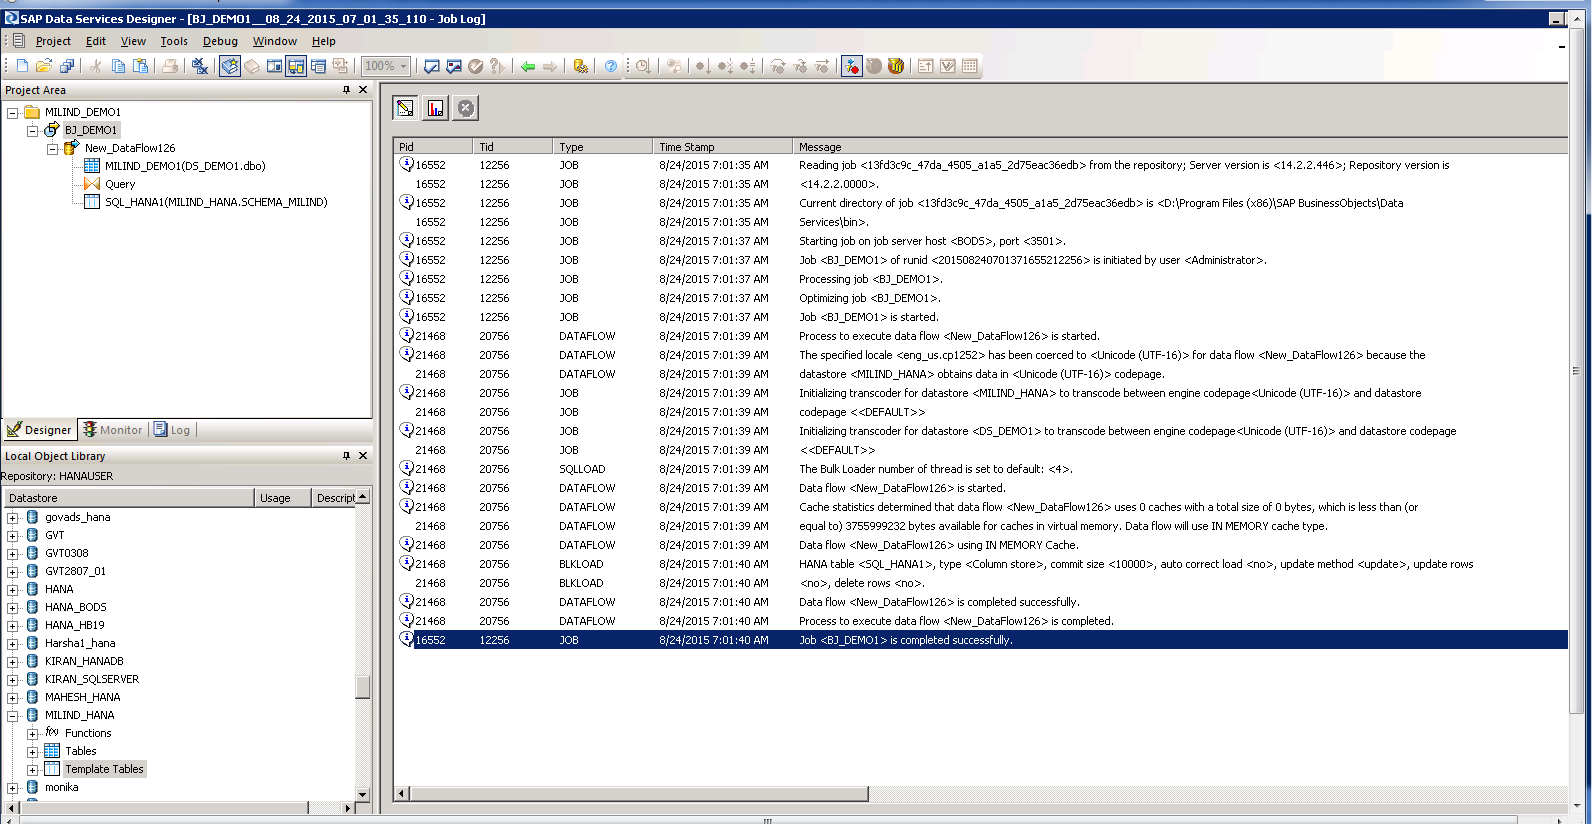 SAP Data Services Designer - [BJ_DEMO1__08_24_2015_07_01_35_110 - Job Log]
Project Edit View Tools Debug Window Help
100%
Project Area
MILIND_DEMO1
BJ_DEMO1
New_DataFlow126
MILIND_DEMO1(DS_DEMO1.dbo)
Query
SQL_HANA1(MILIND_HANA.SCHEMA_MILIND)
Designer Monitor Log
Local Object Library
Repository: HANAUSER
Datastore Usage Descript
govads_hana
GVT
GVT0308
GVT2807_01
HANA
HANA_BODS
HANA_HB19
Harsha1_hana
KIRAN_HANADB
KIRAN_SQLSERVER
MAHESH_HANA
MILIND_HANA
f(x) Functions
Tables
Template Tables
monika
Pid Tid Type Time Stamp Message
16552 12256 JOB 8/24/2015 7:01:35 AM Reading job <13fd3c9c_47da_4505_a1a5_2d75eac36edb> from the repository; Server version is <14.2.2.446>; Repository version is
16552 12256 JOB 8/24/2015 7:01:35 AM <14.2.2.0000>.
16552 12256 JOB 8/24/2015 7:01:35 AM Current directory of job <13fd3c9c_47da_4505_a1a5_2d75eac36edb> is <D:\Program Files (x86)\SAP BusinessObjects\Data
16552 12256 JOB 8/24/2015 7:01:35 AM Services\bin>.
16552 12256 JOB 8/24/2015 7:01:37 AM Starting job on job server host <BODS>, port <3501>.
16552 12256 JOB 8/24/2015 7:01:37 AM Job <BJ_DEMO1> of runid <201508240701371655212256> is initiated by user <Administrator>.
16552 12256 JOB 8/24/2015 7:01:37 AM Processing job <BJ_DEMO1>.
16552 12256 JOB 8/24/2015 7:01:37 AM Optimizing job <BJ_DEMO1>.
16552 12256 JOB 8/24/2015 7:01:37 AM Job <BJ_DEMO1> is started.
21468 20756 DATAFLOW 8/24/2015 7:01:39 AM Process to execute data flow <New_DataFlow126> is started.
21468 20756 DATAFLOW 8/24/2015 7:01:39 AM The specified locale <eng_us.cp1252> has been coerced to <Unicode (UTF-16)> for data flow <New_DataFlow126> because the
21468 20756 DATAFLOW 8/24/2015 7:01:39 AM datastore <MILIND_HANA> obtains data in <Unicode (UTF-16)> codepage.
21468 20756 JOB 8/24/2015 7:01:39 AM Initializing transcoder for datastore <MILIND_HANA> to transcode between engine codepage<Unicode (UTF-16)> and datastore
21468 20756 JOB 8/24/2015 7:01:39 AM codepage <<DEFAULT>>
21468 20756 JOB 8/24/2015 7:01:39 AM Initializing transcoder for datastore <DS_DEMO1> to transcode between engine codepage<Unicode (UTF-16)> and datastore codepage
21468 20756 JOB 8/24/2015 7:01:39 AM <<DEFAULT>>
21468 20756 SQLLOAD 8/24/2015 7:01:39 AM The Bulk Loader number of thread is set to default: <4>.
21468 20756 DATAFLOW 8/24/2015 7:01:39 AM Data flow <New_DataFlow126> is started.
21468 20756 DATAFLOW 8/24/2015 7:01:39 AM Cache statistics determined that data flow <New_DataFlow126> uses 0 caches with a total size of 0 bytes, which is less than (or
21468 20756 DATAFLOW 8/24/2015 7:01:39 AM equal to) 3755999232 bytes available for caches in virtual memory. Data flow will use IN MEMORY cache type.
21468 20756 DATAFLOW 8/24/2015 7:01:39 AM Data flow <New_DataFlow126> using IN MEMORY Cache.
21468 20756 BLKLOAD 8/24/2015 7:01:40 AM HANA table <SQL_HANA1>, type <Column store>, commit size <10000>, auto correct load <no>, update method <update>, update rows
21468 20756 BLKLOAD 8/24/2015 7:01:40 AM <no>, delete rows <no>.
21468 20756 DATAFLOW 8/24/2015 7:01:40 AM Data flow <New_DataFlow126> is completed successfully.
21468 20756 DATAFLOW 8/24/2015 7:01:40 AM Process to execute data flow <New_DataFlow126> is completed.
16552 12256 JOB 8/24/2015 7:01:40 AM Job <BJ_DEMO1> is completed successfully.